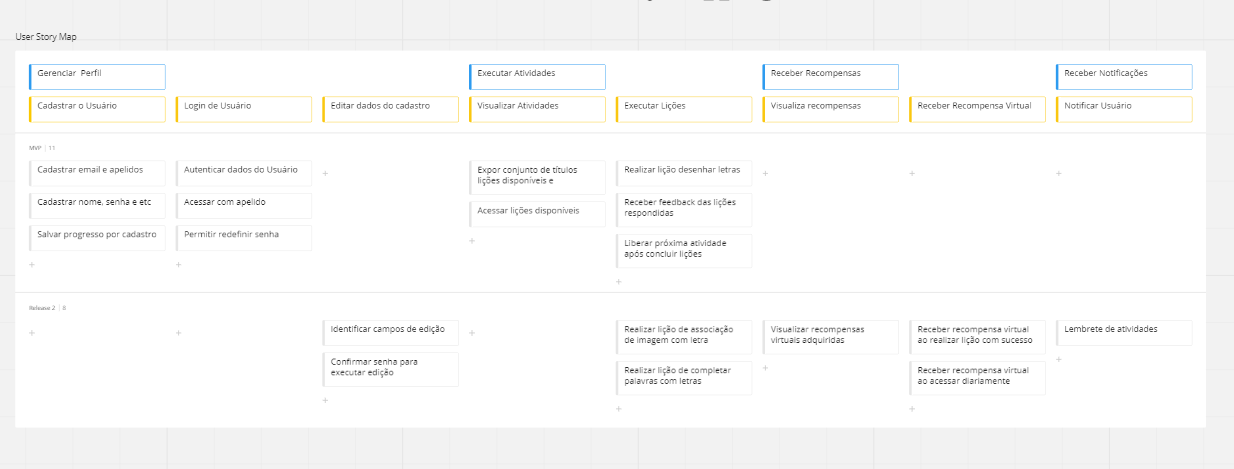 User Story Map
Gerenciar Perfil
Executar Atividades
Receber Recompensas
Receber Notificações
Cadastrar o Usuário
Login de Usuário
Editar dados do cadastro
Visualizar Atividades
Executar Lições
Visualiza recompensas
Receber Recompensa Virtual
Notificar Usuário
MVP | 11
Cadastrar email e apelidos
Cadastrar nome, senha e etc
Salvar progresso por cadastro
Autenticar dados do Usuário
Acessar com apelido
Permitir redefinir senha
Expor conjunto de títulos
lições disponíveis e
Acessar lições disponíveis
Realizar lição desenhar letras
Receber feedback das lições
respondidas
Liberar próxima atividade
após concluir lições
Release 2 | 8
Identificar campos de edição
Confirmar senha para
executar edição
Realizar lição de associação
de imagem com letra
Realizar lição de completar
palavras com letras
Visualizar recompensas
virtuais adquiridas
Receber recompensa virtual
ao realizar lição com sucesso
Receber recompensa virtual
ao acessar diariamente
Lembrete de atividades